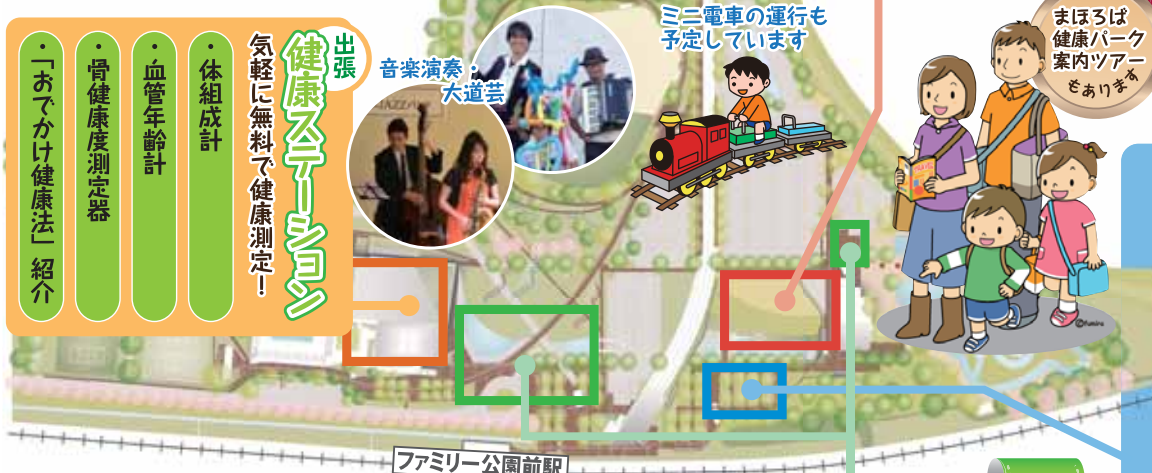 出張
健康ステーション
気軽に無料で健康測定！
・体組成計
・血管年齢計
・骨健康度測定器
・「おでかけ健康法」紹介
音楽演奏・
大道芸
JAZZ
ミニ電車の運行も
予定しています
まほろば
健康パーク
案内ツアー
もあります
©fumira
ファミリー公園前駅